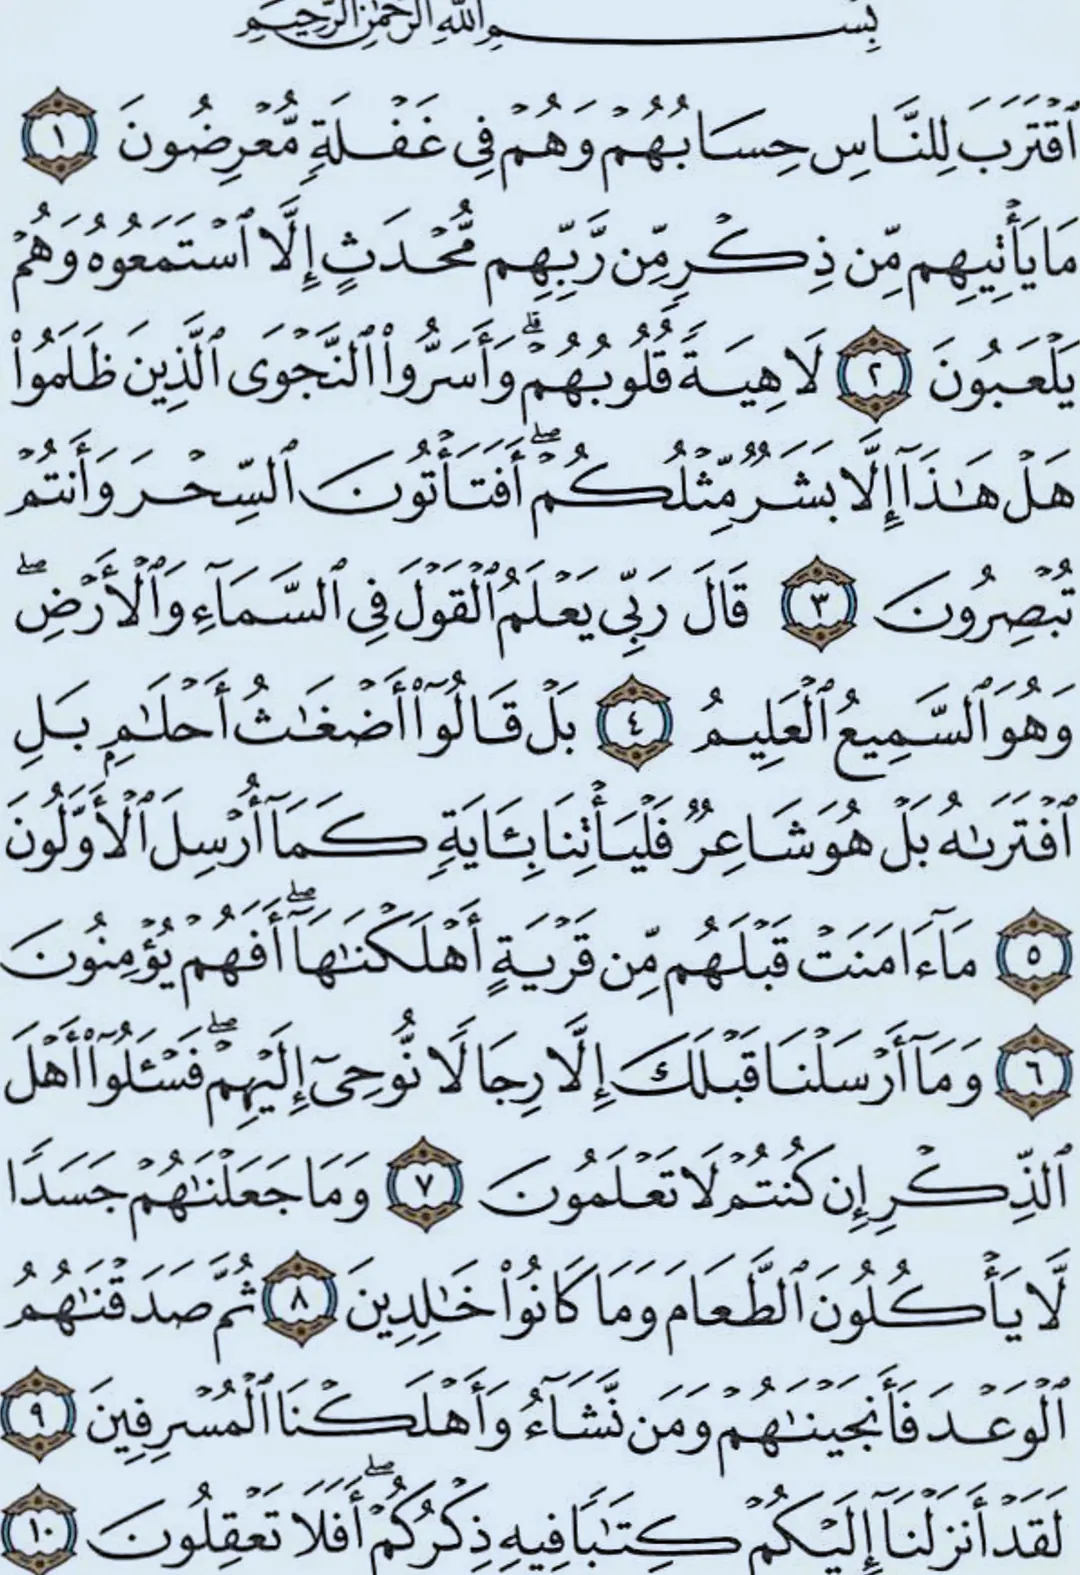 بِسْمِ اللَّهِ الرَّحْمَٰنِ الرَّحِيمِ
ٱقْتَرَبَ لِلنَّاسِ حِسَابُهُمْ وَهُمْ فِى غَفْلَةٍ مُّعْرِضُونَ ١
مَا يَأْتِيهِم مِّن ذِكْرٍ مِّن رَّبِّهِم مُّحْدَثٍ إِلَّا ٱسْتَمَعُوهُ وَهُمْ
يَلْعَبُونَ ٢ لَاهِيَةً قُلُوبُهُمْ ۗ وَأَسَرُّوا۟ ٱلنَّجْوَى ٱلَّذِينَ ظَلَمُوا۟
هَلْ هَـٰذَآ إِلَّا بَشَرٌ مِّثْلُكُمْ ۖ أَفَتَأْتُونَ ٱلسِّحْرَ وَأَنتُمْ
تُبْصِرُونَ ٣ قَالَ رَبِّى يَعْلَمُ ٱلْقَوْلَ فِى ٱلسَّمَآءِ وَٱلْأَرْضِ ۖ
وَهُوَ ٱلسَّمِيعُ ٱلْعَلِيمُ ٤ بَلْ قَالُوٓا۟ أَضْغَـٰثُ أَحْلَـٰمٍ بَلِ
ٱفْتَرَىٰهُ بَلْ هُوَ شَاعِرٌ فَلْيَأْتِنَا بِـَٔايَةٍ كَمَآ أُرْسِلَ ٱلْأَوَّلُونَ
٥ مَآ ءَامَنَتْ قَبْلَهُم مِّن قَرْيَةٍ أَهْلَكْنَـٰهَآ ۖ أَفَهُمْ يُؤْمِنُونَ
٦ وَمَآ أَرْسَلْنَا قَبْلَكَ إِلَّا رِجَالًا نُّوحِىٓ إِلَيْهِمْ ۖ فَسْـَٔلُوٓا۟ أَهْلَ
ٱلذِّكْرِ إِن كُنتُمْ لَا تَعْلَمُونَ ٧ وَمَا جَعَلْنَـٰهُمْ جَسَدًا
لَّا يَأْكُلُونَ ٱلطَّعَامَ وَمَا كَانُوا۟ خَـٰلِدِينَ ٨ ثُمَّ صَدَقْنَـٰهُمُ
ٱلْوَعْدَ فَأَنجَيْنَـٰهُمْ وَمَن نَّشَآءُ وَأَهْلَكْنَا ٱلْمُسْرِفِينَ ٩
لَقَدْ أَنزَلْنَآ إِلَيْكُمْ كِتَـٰبًا فِيهِ ذِكْرُكُمْ ۖ أَفَلَا تَعْقِلُونَ ١٠